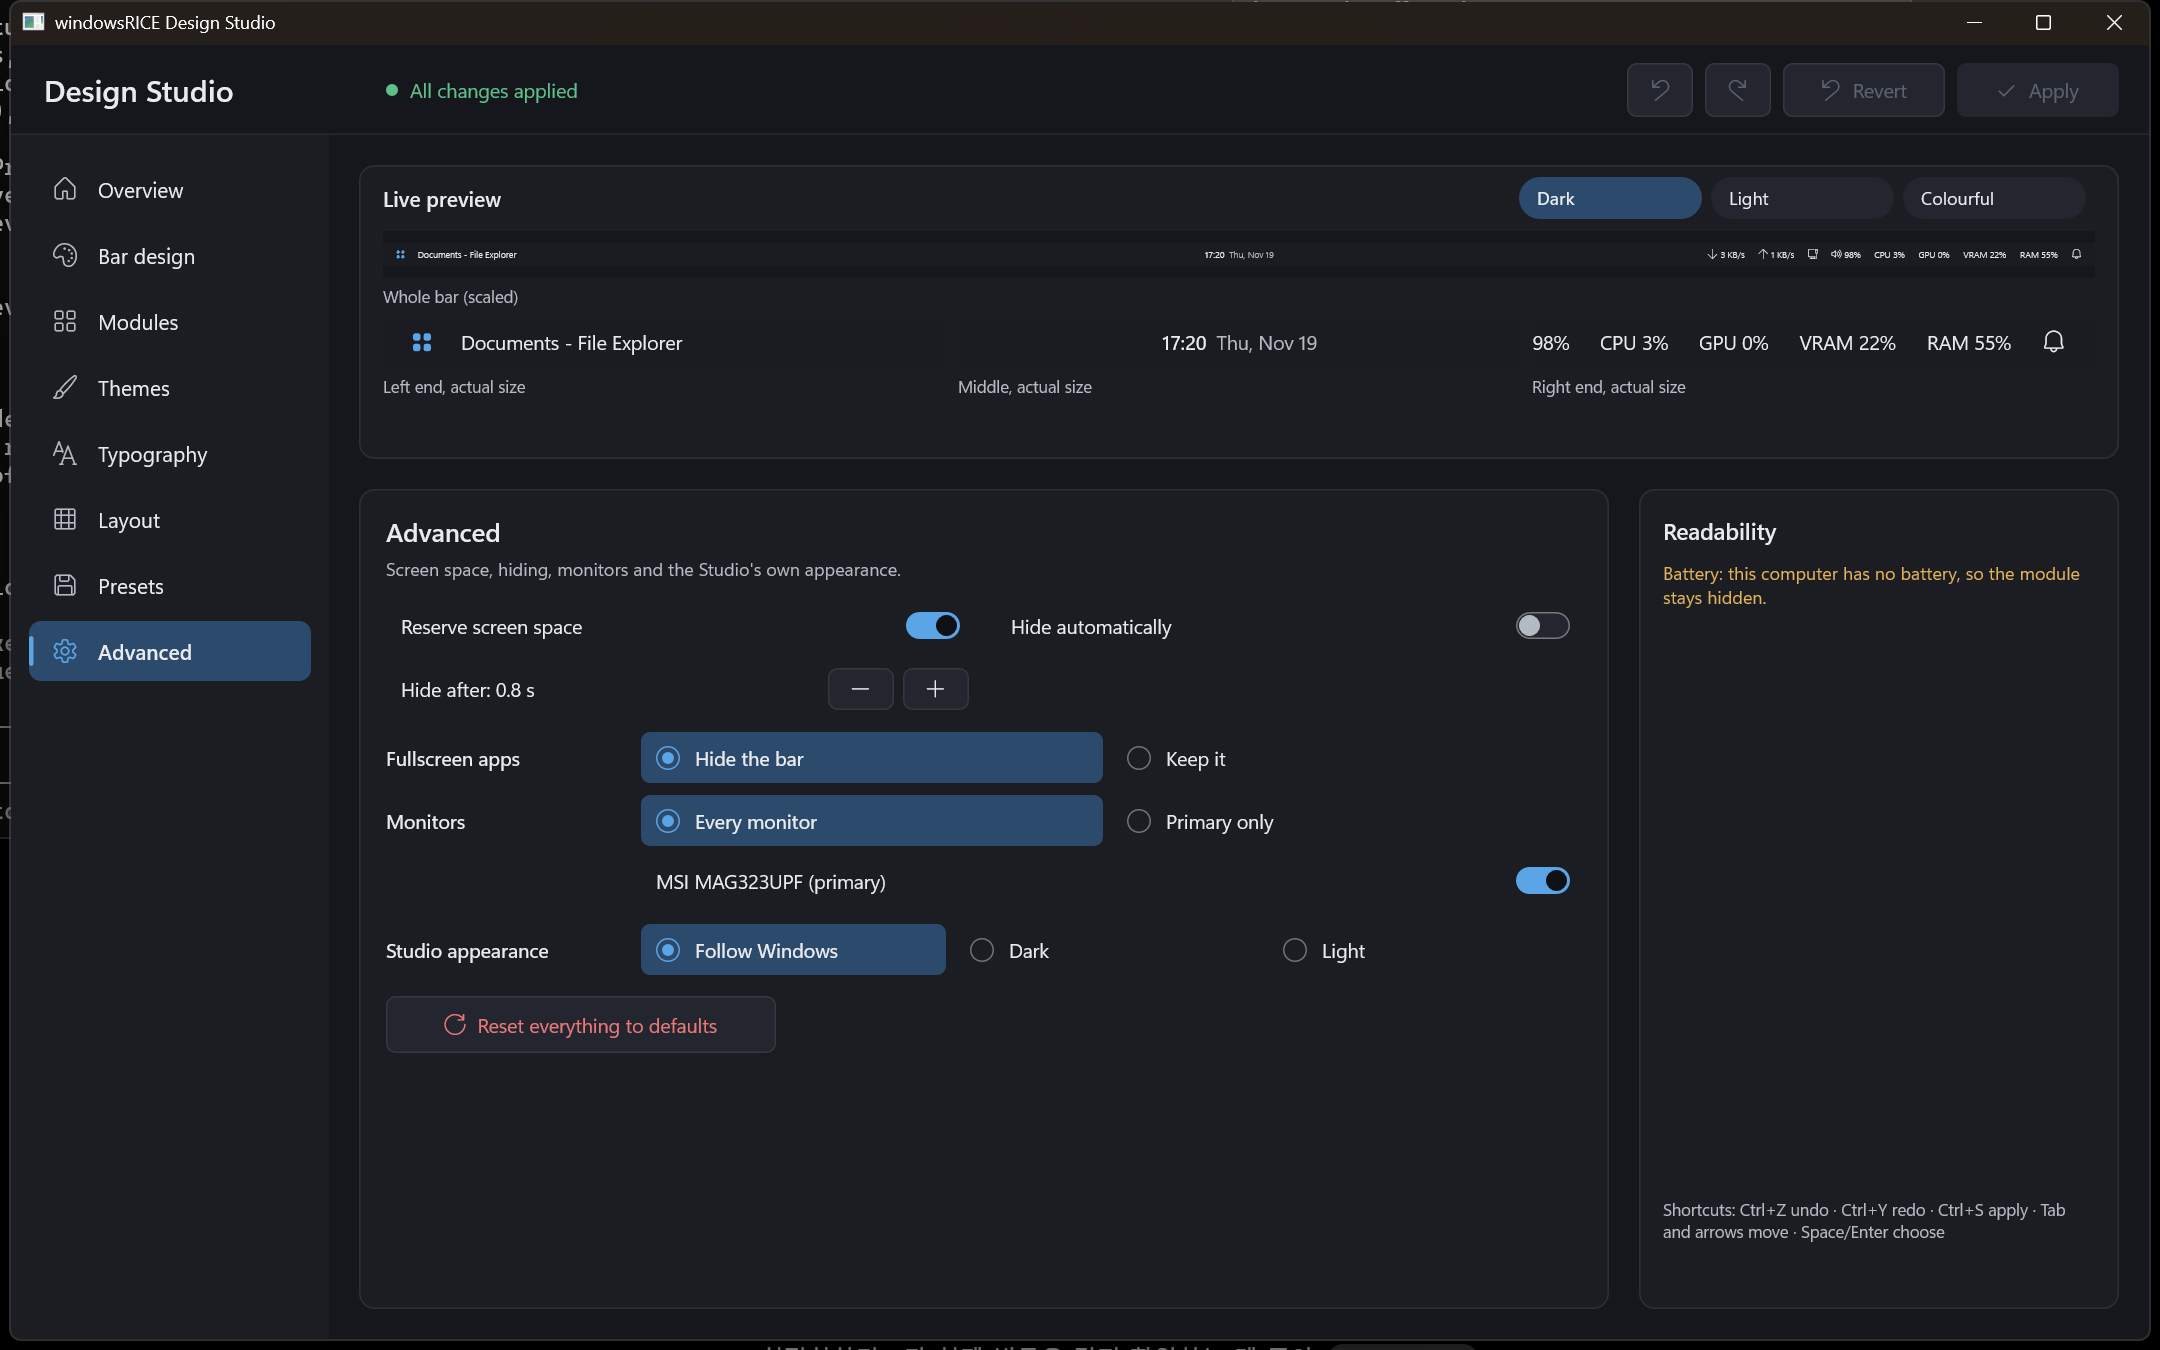 windowsRICE Design Studio
Design Studio
All changes applied
Revert
Apply
Overview
Bar design
Modules
Themes
Typography
Layout
Presets
Advanced
Live preview
Dark
Light
Colourful
Documents - File Explorer
17:20 Thu, Nov 19
3 KB/s
1 KB/s
98%
CPU 3%
GPU 0%
VRAM 22%
RAM 55%
Whole bar (scaled)
Documents - File Explorer
17:20 Thu, Nov 19
98% CPU 3% GPU 0% VRAM 22% RAM 55%
Left end, actual size
Middle, actual size
Right end, actual size
Advanced
Screen space, hiding, monitors and the Studio's own appearance.
Reserve screen space
Hide automatically
Hide after: 0.8 s
Fullscreen apps
Hide the bar
Keep it
Monitors
Every monitor
Primary only
MSI MAG323UPF (primary)
Studio appearance
Follow Windows
Dark
Light
Reset everything to defaults
Readability
Battery: this computer has no battery, so the module
stays hidden.
Shortcuts: Ctrl+Z undo · Ctrl+Y redo · Ctrl+S apply · Tab
and arrows move · Space/Enter choose